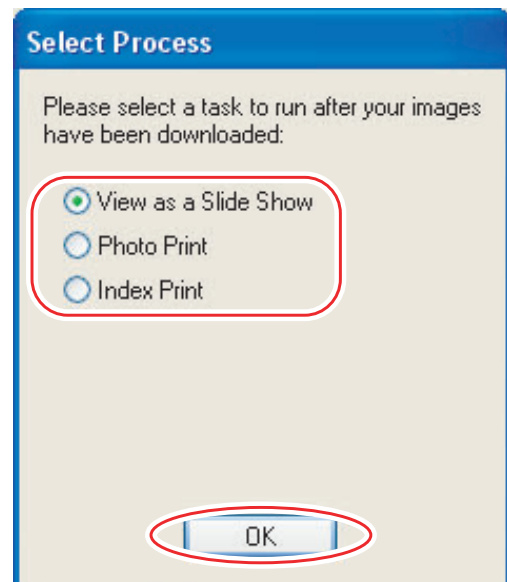 Select Process
Please select a task to run after your images
have been downloaded:
View as a Slide Show
Photo Print
Index Print
OK